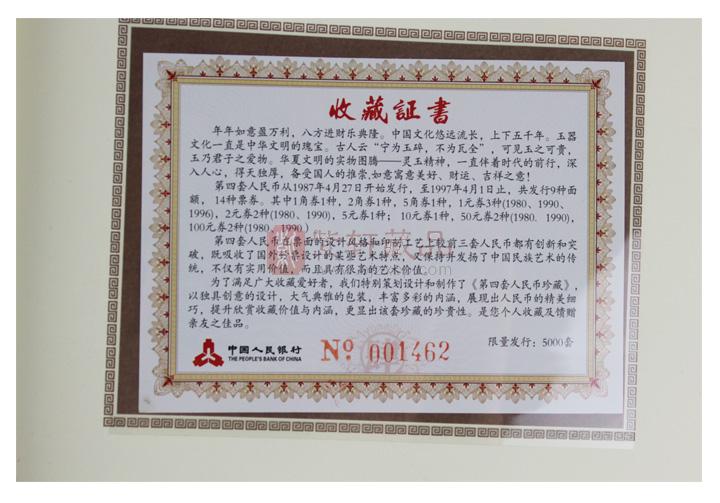 收藏証書
年年如意盈万利，八方进财乐典隆。中国文化悠远流长，上下五千年。玉器
文化一直是中华文明的瑰宝。古人云“宁为玉碎，不为瓦全”，可见玉之可贵，
玉乃君子之爱物。华夏文明的实物图腾——灵玉精神，一直伴着时代的前行，深
入人心，得天独厚，备受国人的推崇，如意寓意美好、财运、吉祥之意！
第四套人民币从1987年4月27日开始发行，至1997年4月1日止，共发行9种面
额，14种票券。其中1角券1种，2角券1种，5角券1种，1元券3种(1980、1990、
1996)，2元券2种(1980、1990)，5元券1种； 10元券1种，50元券2种(1980. 1990)，
100元券2种(1980、1990)
第四套人民币在票面的设计风格和印制工艺上较前三套人民币都有创新和突
破，既吸收了国外钞票设计的某些艺术特点，又保持并发扬了中国民族艺术的传
统，不仅有实用价值，而且具有很高的艺术价值。
为了满足广大收藏爱好者，我们特别策划设计和制作了《第四套人民币珍藏》，
以独具创意的设计，大气典雅的包装，丰富多彩的内涵，展现出人民币的精美细
巧，提升欣赏收藏价值与内涵，更显出该套珍藏的珍贵性。是您个人收藏及馈赠
亲友之佳品。
中国人民银行
THE PEOPLE'S BANK OF CHINA
Nº 001462
限量发行：5000套